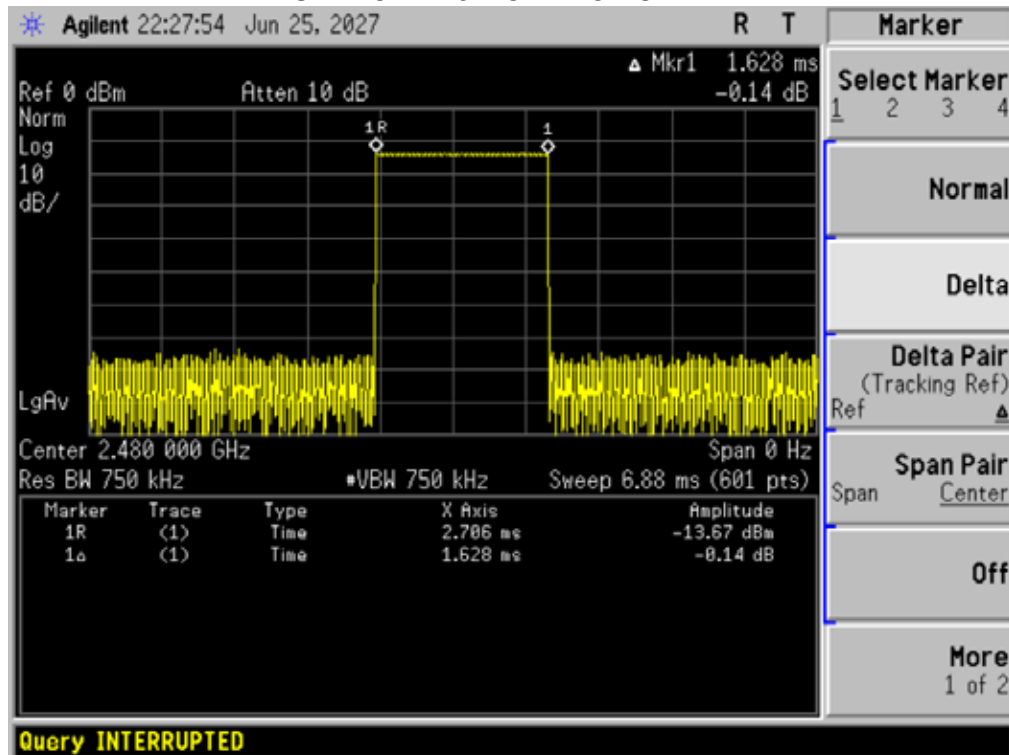 Agilent 22:27:54 Jun 25, 2027 R T
Marker
▵ Mkr1 1.628 ms
Ref 0 dBm Atten 10 dB -0.14 dB
Norm
Log
10
dB/
1R 1
LgAv
Center 2.480 000 GHz Span 0 Hz
Res BW 750 kHz #VBW 750 kHz Sweep 6.88 ms (601 pts)
Marker Trace Type X Axis Amplitude
1R (1) Time 2.706 ms -13.67 dBm
1▵ (1) Time 1.628 ms -0.14 dB
Select Marker
1 2 3 4
Normal
Delta
Delta Pair
(Tracking Ref)
Ref ▵
Span Pair
Span Center
Off
More
1 of 2
Query INTERRUPTED